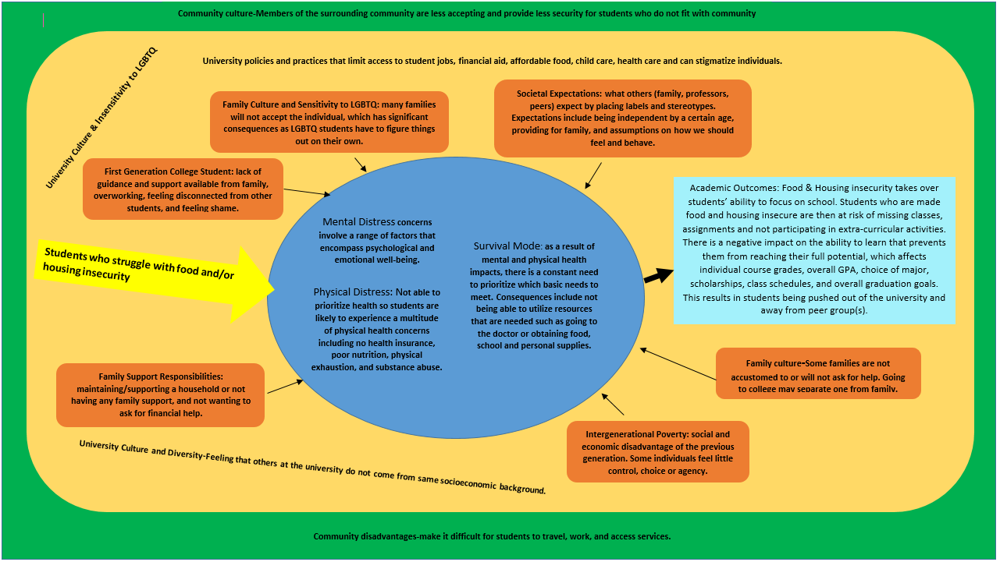 Community culture-Members of the surrounding community are less accepting and provide less security for students who do not fit with community
University policies and practices that limit access to student jobs, financial aid, affordable food, child care, health care and can stigmatize individuals.
University Culture & Insensitivity to LGBTQ
Family Culture and Sensitivity to LGBTQ: many families
will not accept the individual, which has significant
consequences as LGBTQ students have to figure things
out on their own.
Societal Expectations: what others (family, professors,
peers) expect by placing labels and stereotypes.
Expectations include being independent by a certain age,
providing for family, and assumptions on how we should
feel and behave.
First Generation College Student: lack of
guidance and support available from family,
overworking, feeling disconnected from other
students, and feeling shame.
Students who struggle with food and/or
housing insecurity
Mental Distress concerns
involve a range of factors that
encompass psychological and
emotional well-being.
Physical Distress: Not able to
prioritize health so students are
likely to experience a multitude
of physical health concerns
including no health insurance,
poor nutrition, physical
exhaustion, and substance abuse.
Survival Mode: as a result of
mental and physical health
impacts, there is a constant need
to prioritize which basic needs to
meet. Consequences include not
being able to utilize resources
that are needed such as going to
the doctor or obtaining food,
school and personal supplies.
Academic Outcomes: Food & Housing insecurity takes over
students’ ability to focus on school. Students who are made
food and housing insecure are then at risk of missing classes,
assignments and not participating in extra-curricular activities.
There is a negative impact on the ability to learn that prevents
them from reaching their full potential, which affects
individual course grades, overall GPA, choice of major,
scholarships, class schedules, and overall graduation goals.
This results in students being pushed out of the university and
away from peer group(s).
Family Support Responsibilities:
maintaining/supporting a household or not
having any family support, and not wanting to
ask for financial help.
Family culture-Some families are not
accustomed to or will not ask for help. Going
to college may separate one from family.
Intergenerational Poverty: social and
economic disadvantage of the previous
generation. Some individuals feel little
control, choice or agency.
University Culture and Diversity-Feeling that others at the university do not come from same socioeconomic background.
Community disadvantages-make it difficult for students to travel, work, and access services.